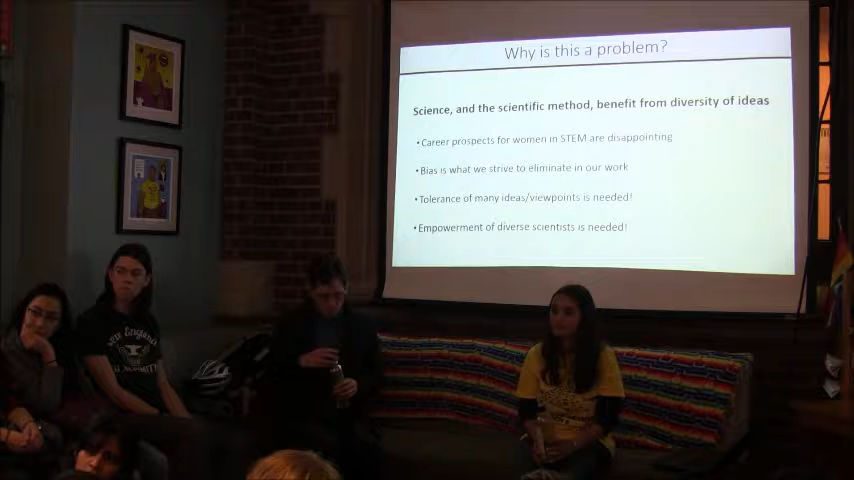 Why is this a problem?
Science, and the scientific method, benefit from diversity of ideas
• Career prospects for women in STEM are disappointing
• Bias is what we strive to eliminate in our work
• Tolerance of many ideas/viewpoints is needed!
• Empowerment of diverse scientists is needed!
New England